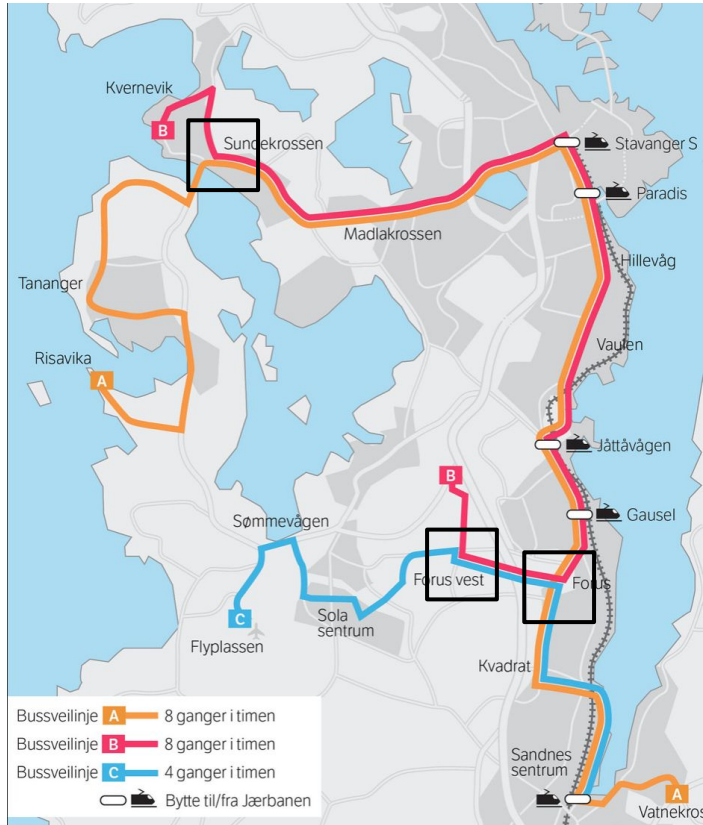 Kvernevik
B
Sundekrossen
Stavanger S
Paradis
Madlakrossen
Hillevåg
Tananger
Vaulen
Risavika
A
Jåttåvågen
B
Gausel
Sømmevågen
Forus vest
Forus
C
Sola
sentrum
Flyplassen
Kvadrat
Bussveilinje A 8 ganger i timen
Bussveilinje B 8 ganger i timen
Bussveilinje C 4 ganger i timen
Bytte til/fra Jærbanen
Sandnes
sentrum
A
Vatnekros